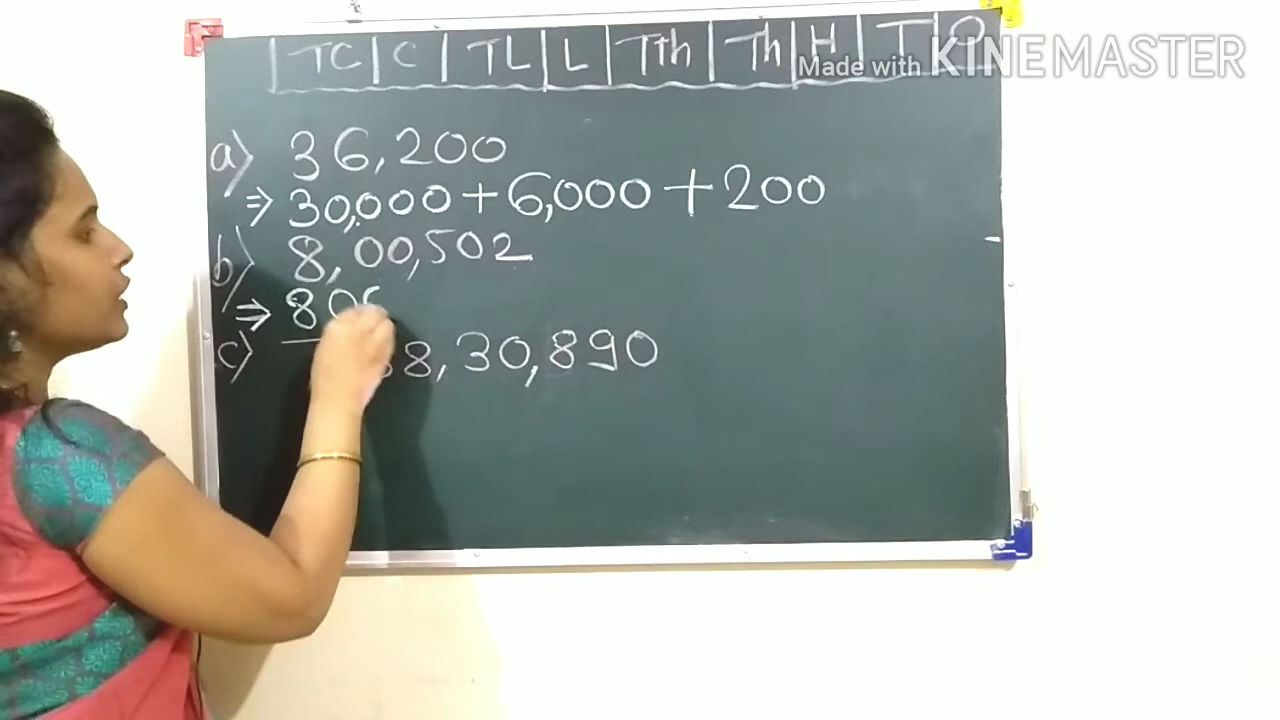 TC C TL L Tth Th H T O
Made with KINEMASTER
a) 36,200
⇒ 30,000 + 6,000 + 200
b) 8,00,502
⇒ 80
c) 8,30,890